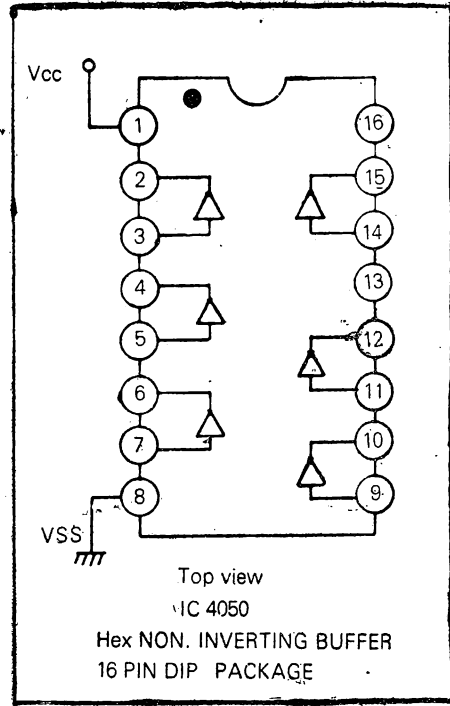 Vcc
1
16
2
15
3
14
4
13
5
12
6
11
7
10
8
9
VSS
Top view
IC 4050
Hex NON. INVERTING BUFFER
16 PIN DIP PACKAGE